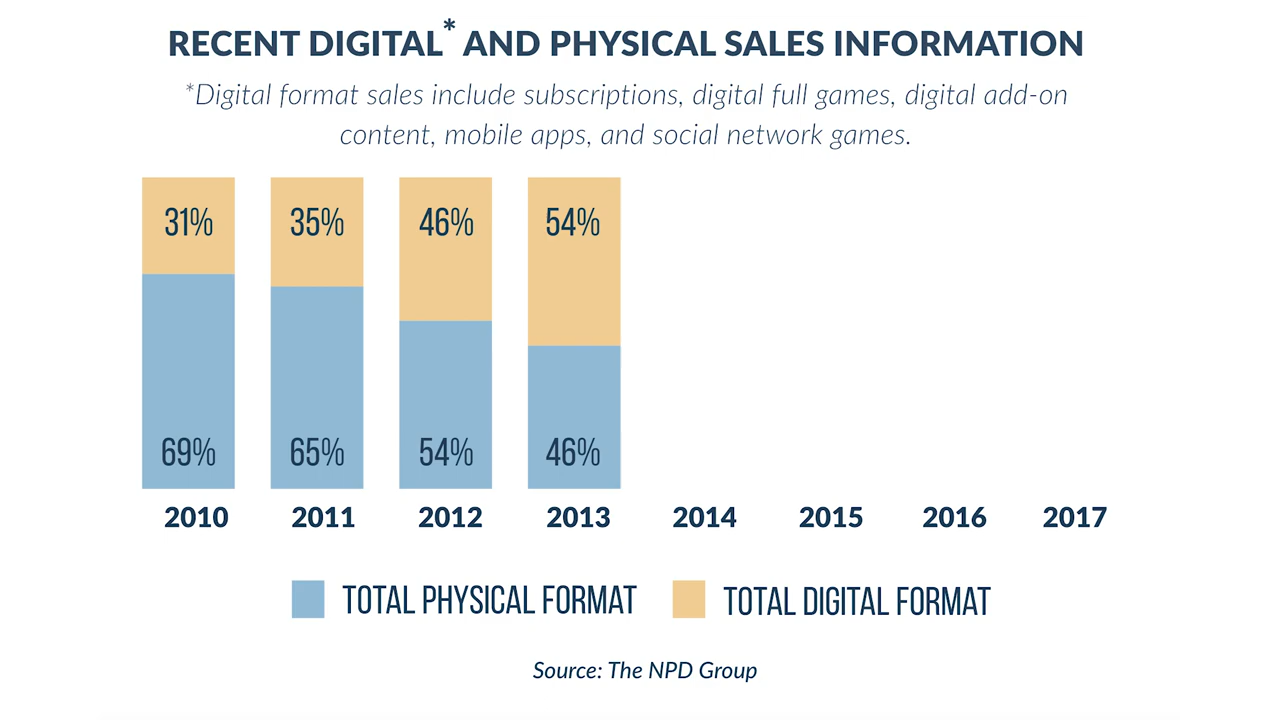 RECENT DIGITAL* AND PHYSICAL SALES INFORMATION
*Digital format sales include subscriptions, digital full games, digital add-on
content, mobile apps, and social network games.
31% 35% 46% 54%
69% 65% 54% 46%
2010 2011 2012 2013 2014 2015 2016 2017
TOTAL PHYSICAL FORMAT TOTAL DIGITAL FORMAT
Source: The NPD Group